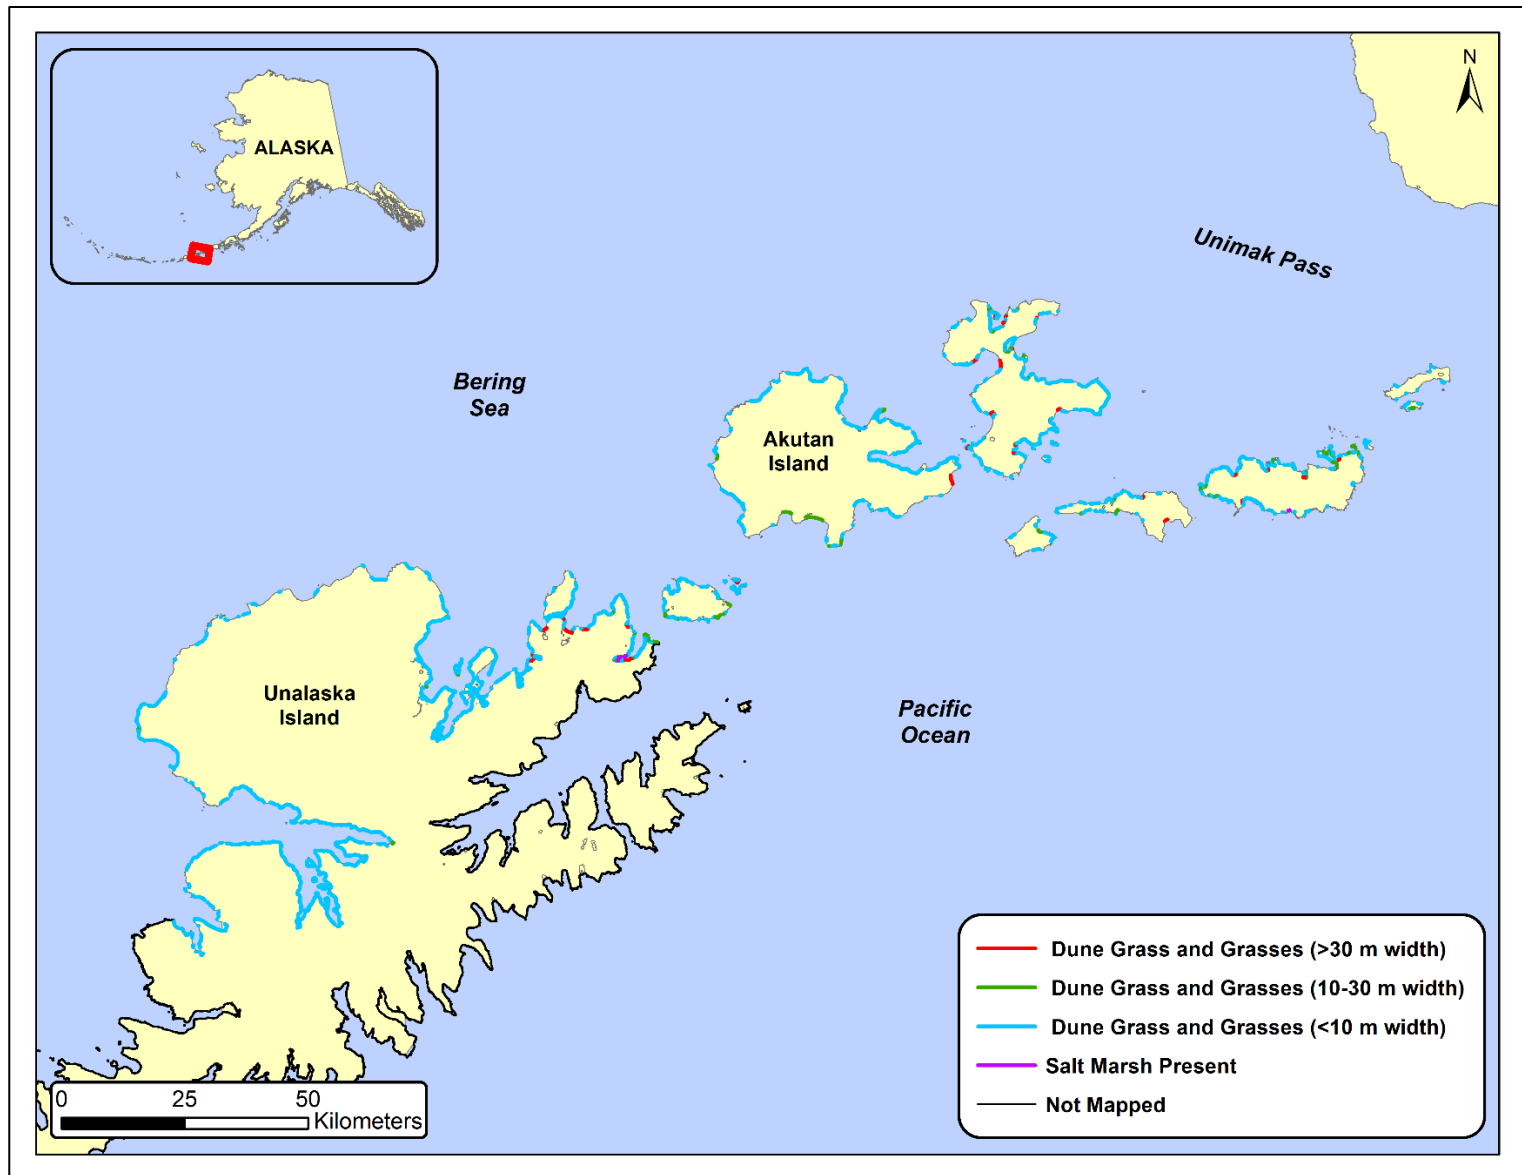 ALASKA
N
Unimak Pass
Bering
Sea
Akutan
Island
Unalaska
Island
Pacific
Ocean
Dune Grass and Grasses (>30 m width)
Dune Grass and Grasses (10-30 m width)
Dune Grass and Grasses (<10 m width)
Salt Marsh Present
Not Mapped
0 25 50
Kilometers